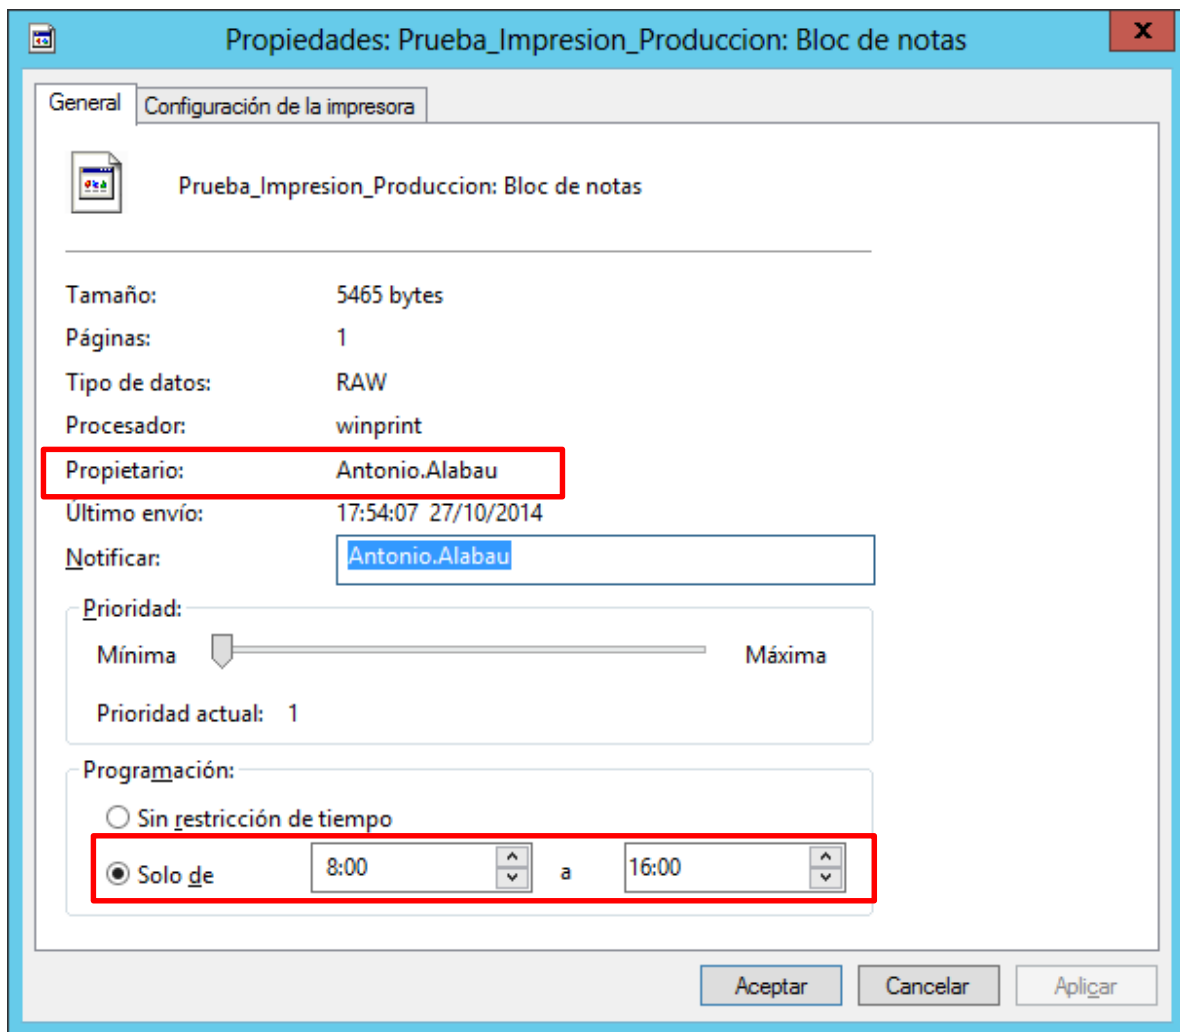 Propiedades: Prueba_Impresion_Produccion: Bloc de notas
x
General
Configuración de la impresora
Prueba_Impresion_Produccion: Bloc de notas
Tamaño: 5465 bytes
Páginas: 1
Tipo de datos: RAW
Procesador: winprint
Propietario: Antonio.Alabau
Último envío: 17:54:07 27/10/2014
Notificar: Antonio.Alabau
Prioridad:
Mínima Máxima
Prioridad actual: 1
Programación:
Sin restricción de tiempo
Solo de 8:00 a 16:00
Aceptar Cancelar Aplicar